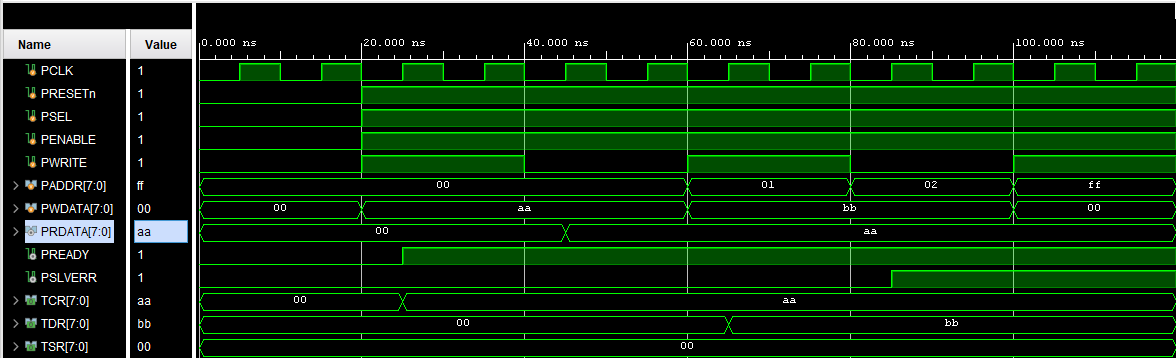 Name Value 0.000 ns 20.000 ns 40.000 ns 60.000 ns 80.000 ns 100.000 ns
PCLK 1
PRESETn 1
PSEL 1
PENABLE 1
PWRITE 1
PADDR[7:0] ff 00 01 02 ff
PWDATA[7:0] 00 00 aa bb 00
PRDATA[7:0] aa 00 aa
PREADY 1
PSLVERR 1
TCR[7:0] aa 00 aa
TDR[7:0] bb 00 bb
TSR[7:0] 00 00